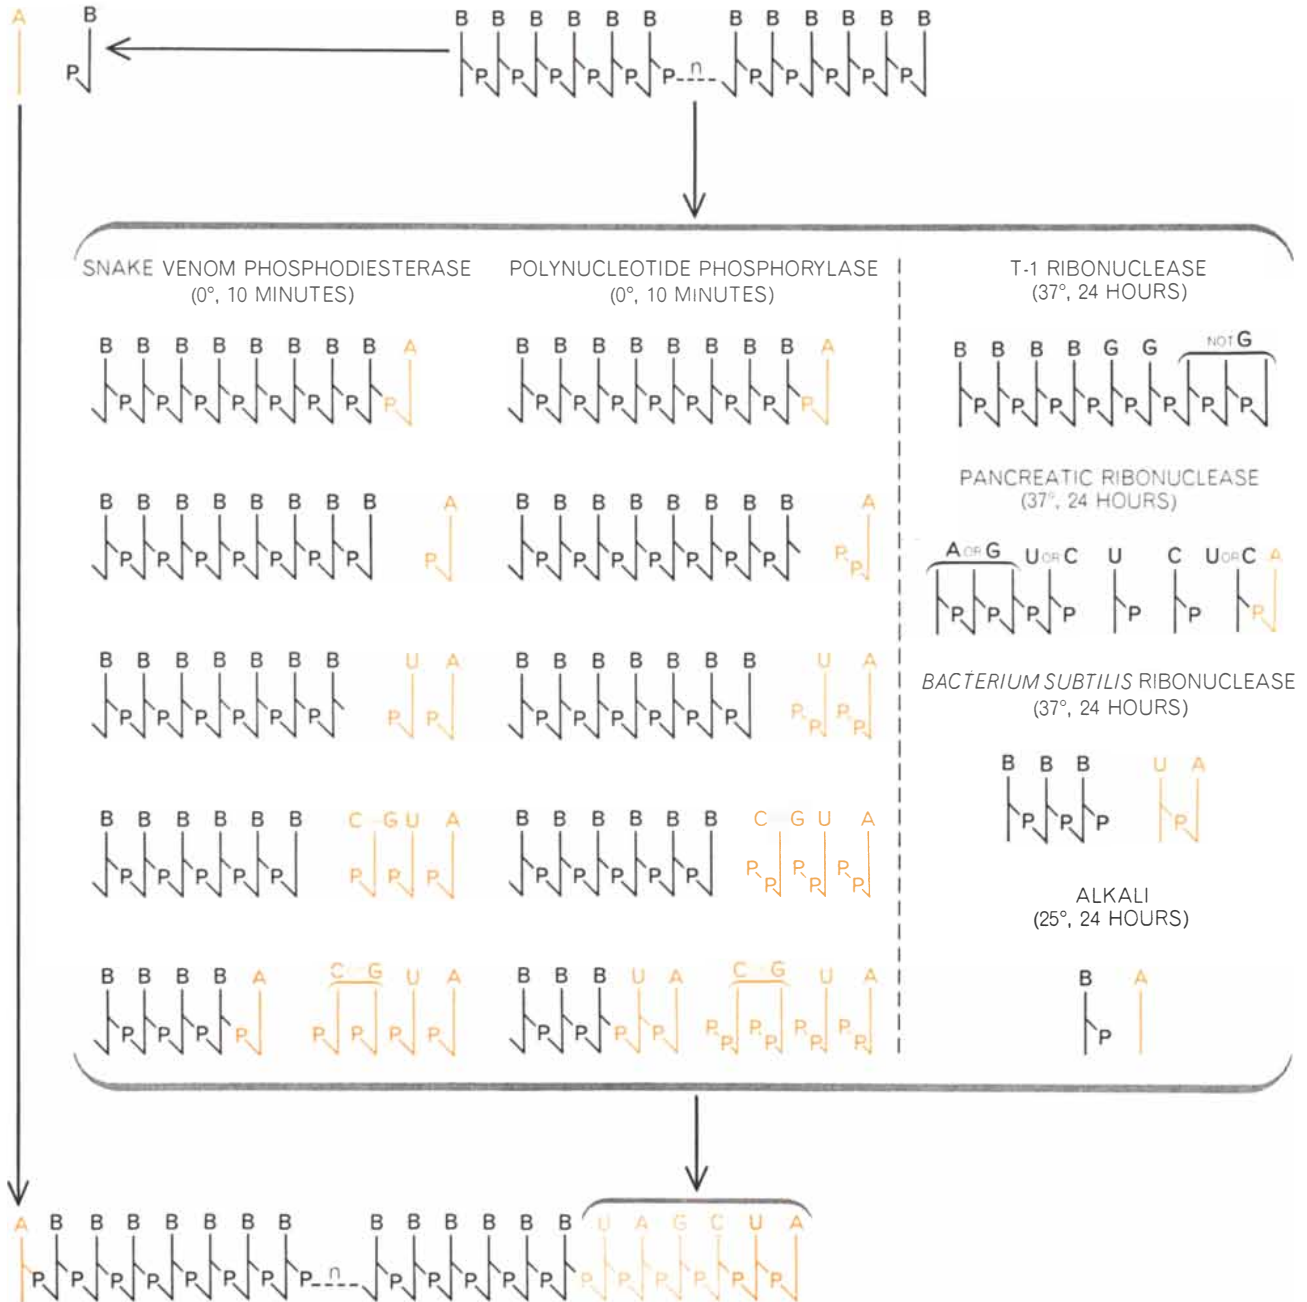 A B B B B B B B B B B B B B
P P P P P P P n P P P P P
SNAKE VENOM PHOSPHODIESTERASE
(0°, 10 MINUTES)
B B B B B B B B A
P P P P P P P P
B B B B B B B B A
P P P P P P P P
B B B B B B B U A
P P P P P P P P
B B B B B B C G U A
P P P P P P P P
B B B B A C G U A
P P P P P P P P
POLYNUCLEOTIDE PHOSPHORYLASE
(0°, 10 MINUTES)
B B B B B B B B A
P P P P P P P P
B B B B B B B B A
P P P P P P P P P
B B B B B B B U A
P P P P P P P P P P
B B B B B B C G U A
P P P P P P P P P P P
B B B U A C G U A
P P P P P P P P P P P P
T-1 RIBONUCLEASE
(37°, 24 HOURS)
B B B B G G NOT G
P P P P P P P P
PANCREATIC RIBONUCLEASE
(37°, 24 HOURS)
A OR G U OR C U C U OR C A
P P P P P P P
BACTERIUM SUBTILIS RIBONUCLEASE
(37°, 24 HOURS)
B B B U A
P P P P
ALKALI
(25°, 24 HOURS)
B A
P
A B B B B B B B B B B B B B U A G C U A
P P P P P P P P n P P P P P P P P P P P